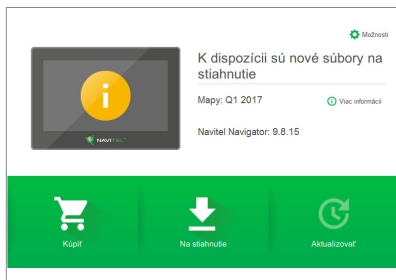 Možnosti
K dispozícii sú nové súbory na
stiahnutie
Mapy: Q1 2017
Viac informácií
Navitel Navigator: 9.8.15
NAVITEL
Kúpiť
Na stiahnutie
Aktualizovať